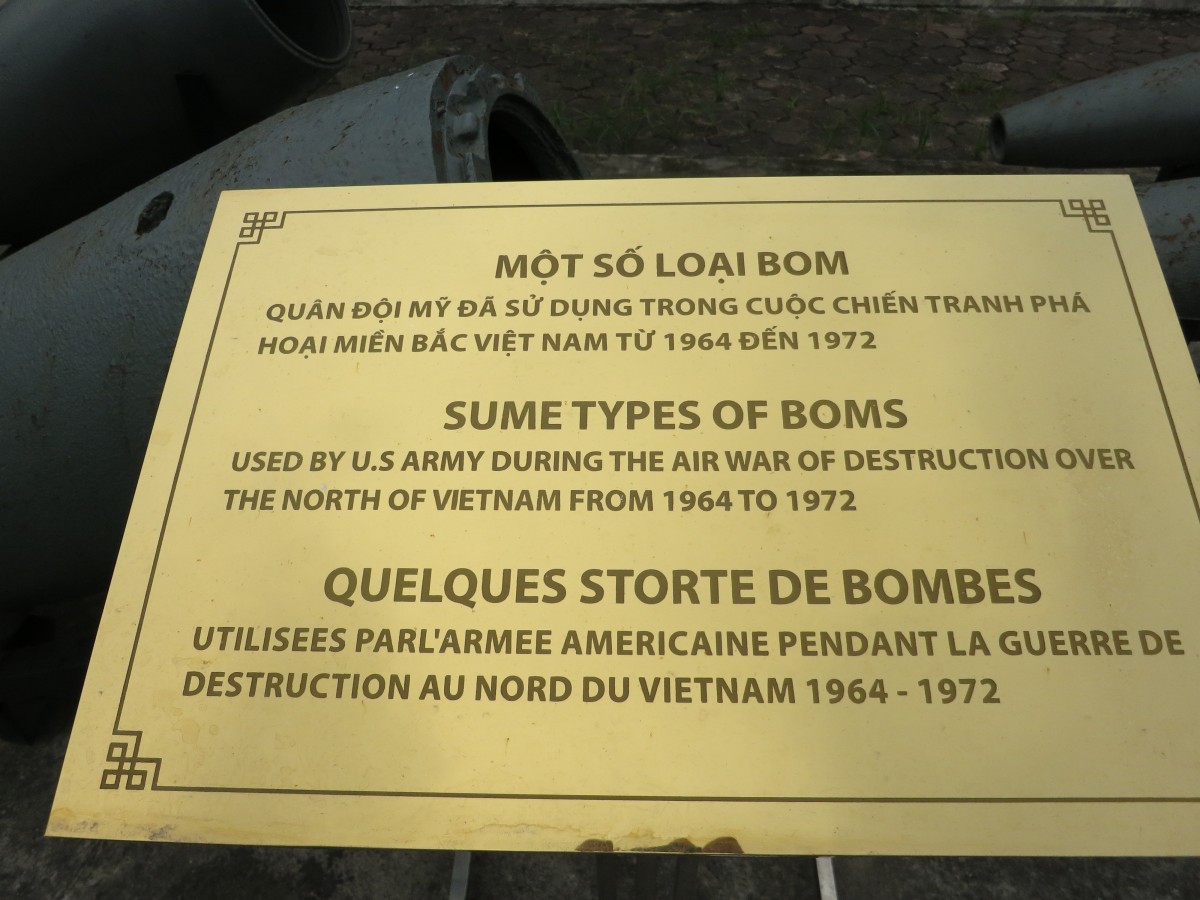 MỘT SỐ LOẠI BOM
QUÂN ĐỘI MỸ ĐÃ SỬ DỤNG TRONG CUỘC CHIẾN TRANH PHÁ
HOẠI MIỀN BẮC VIỆT NAM TỪ 1964 ĐẾN 1972
SUME TYPES OF BOMS
USED BY U.S ARMY DURING THE AIR WAR OF DESTRUCTION OVER
THE NORTH OF VIETNAM FROM 1964 TO 1972
QUELQUES STORTE DE BOMBES
UTILISEES PARL'ARMEE AMERICAINE PENDANT LA GUERRE DE
DESTRUCTION AU NORD DU VIETNAM 1964 - 1972